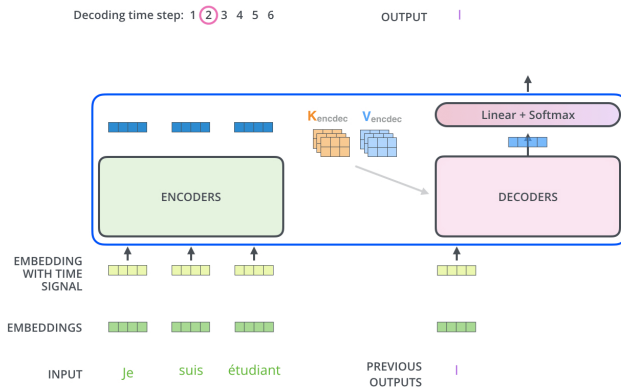 Decoding time step: 1 2 3 4 5 6
OUTPUT I
Kencdec Vencdec
Linear + Softmax
ENCODERS
DECODERS
EMBEDDING
WITH TIME
SIGNAL
EMBEDDINGS
INPUT Je suis étudiant
PREVIOUS
OUTPUTS
I